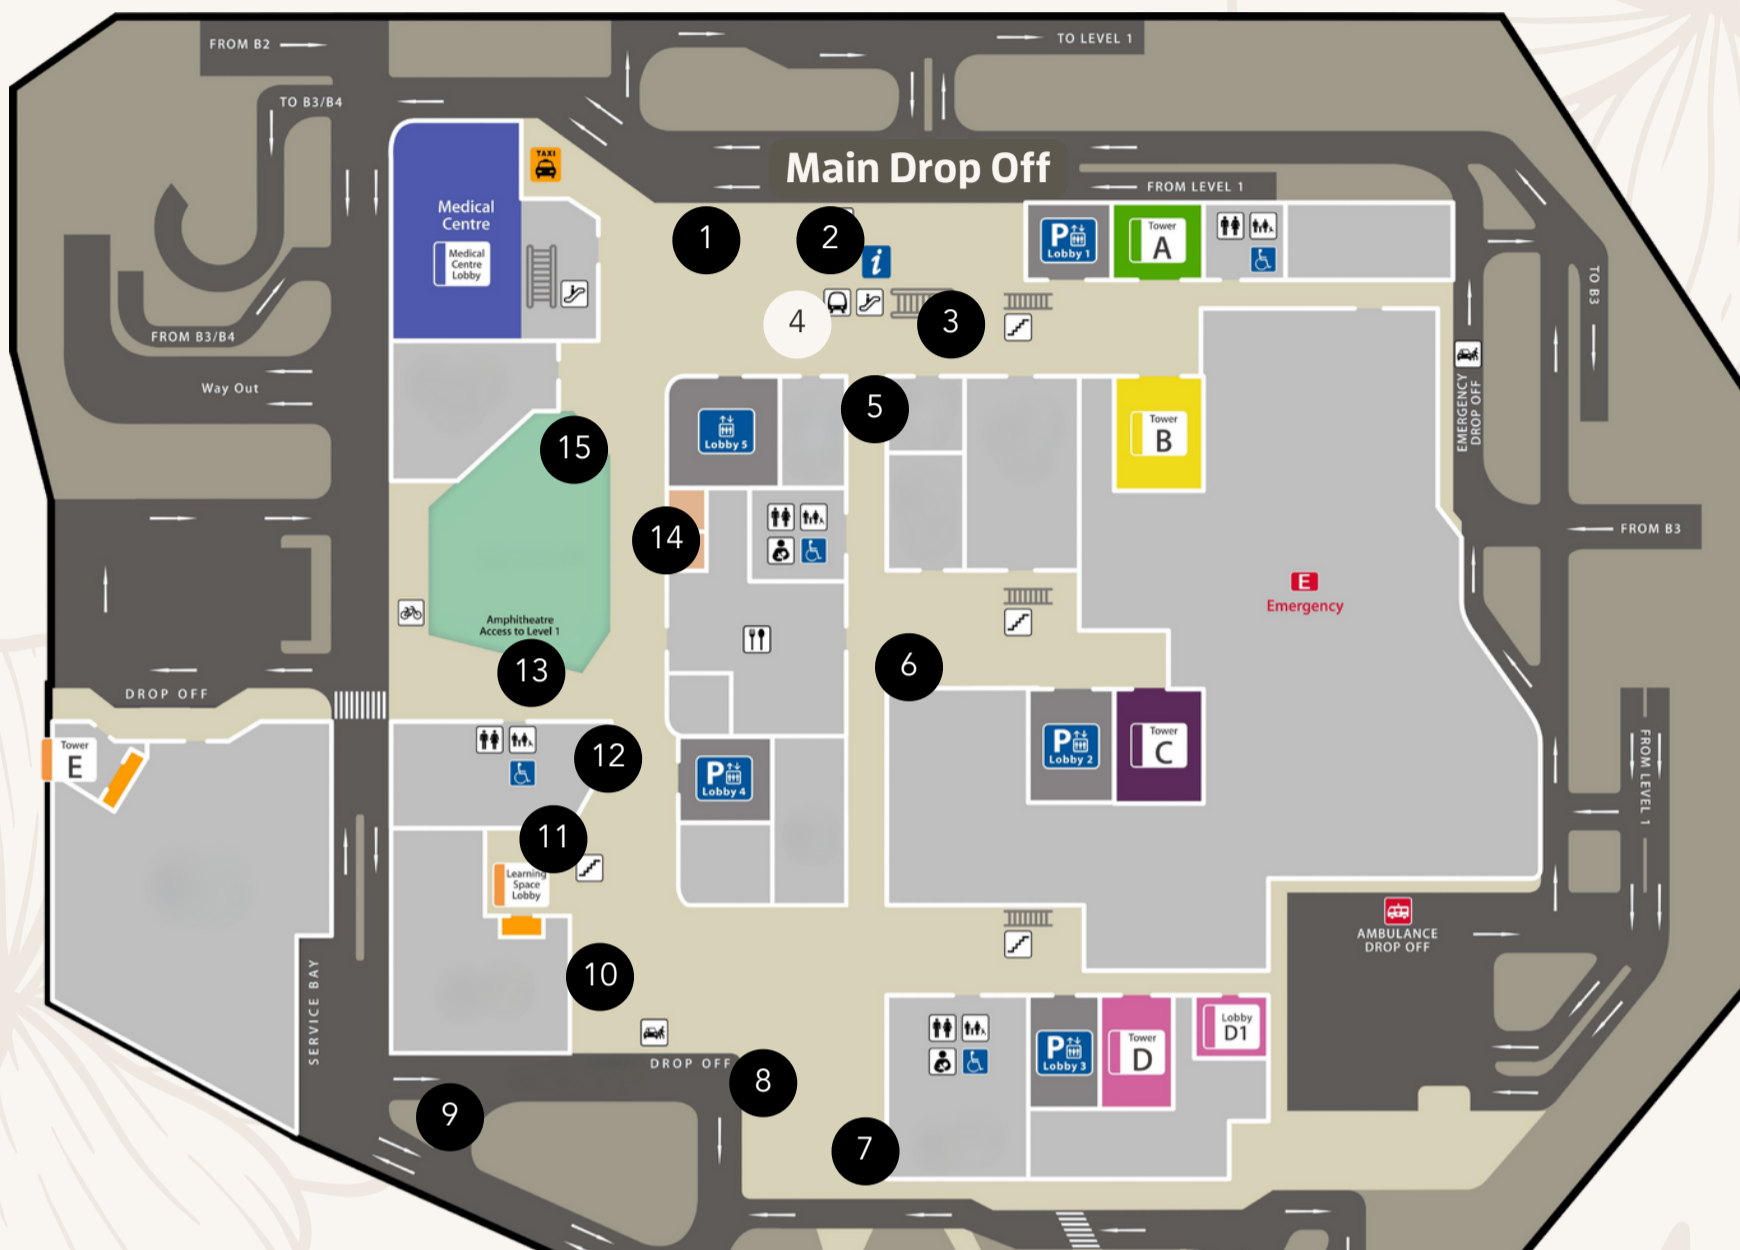 FROM B2
TO LEVEL 1
TO B3/B4
TAXI
Main Drop Off
FROM LEVEL 1
Medical
Centre
Medical
Centre
Lobby
1
2
i
P
Lobby 1
Tower
A
TO B3
4
3
FROM B3/B4
Way Out
EMERGENCY
DROP OFF
5
Lobby 5
Tower
B
15
14
FROM B3
E
Emergency
Amphitheatre
Access to Level 1
13
6
DROP OFF
Tower
E
12
P
Lobby 4
P
Lobby 2
Tower
C
FROM LEVEL 1
11
Learning
Space
Lobby
AMBULANCE
DROP OFF
10
SERVICE BAY
P
Lobby 3
Tower
D
Lobby
D1
DROP OFF
8
9
7